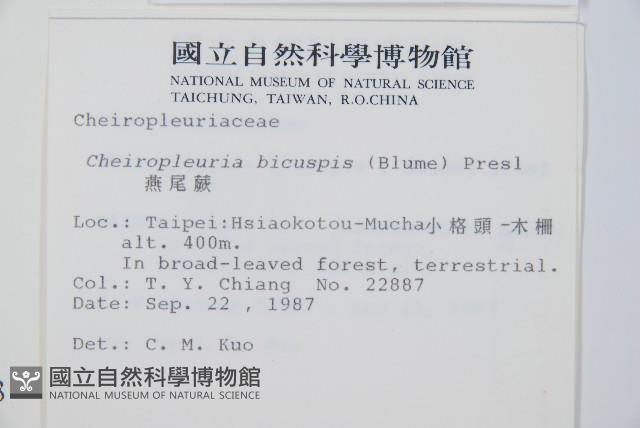 國立自然科學博物館
NATIONAL MUSEUM OF NATURAL SCIENCE
TAICHUNG, TAIWAN, R.O.CHINA
Cheiropleuriaceae
Cheiropleuria bicuspis (Blume) Presl
燕尾蕨
Loc.: Taipei:Hsiaokotou-Mucha小格頭-木柵
alt. 400m.
In broad-leaved forest, terrestrial.
Col.: T. Y. Chiang No. 22887
Date: Sep. 22 , 1987
Det.: C. M. Kuo
國立自然科學博物館
NATIONAL MUSEUM OF NATURAL SCIENCE